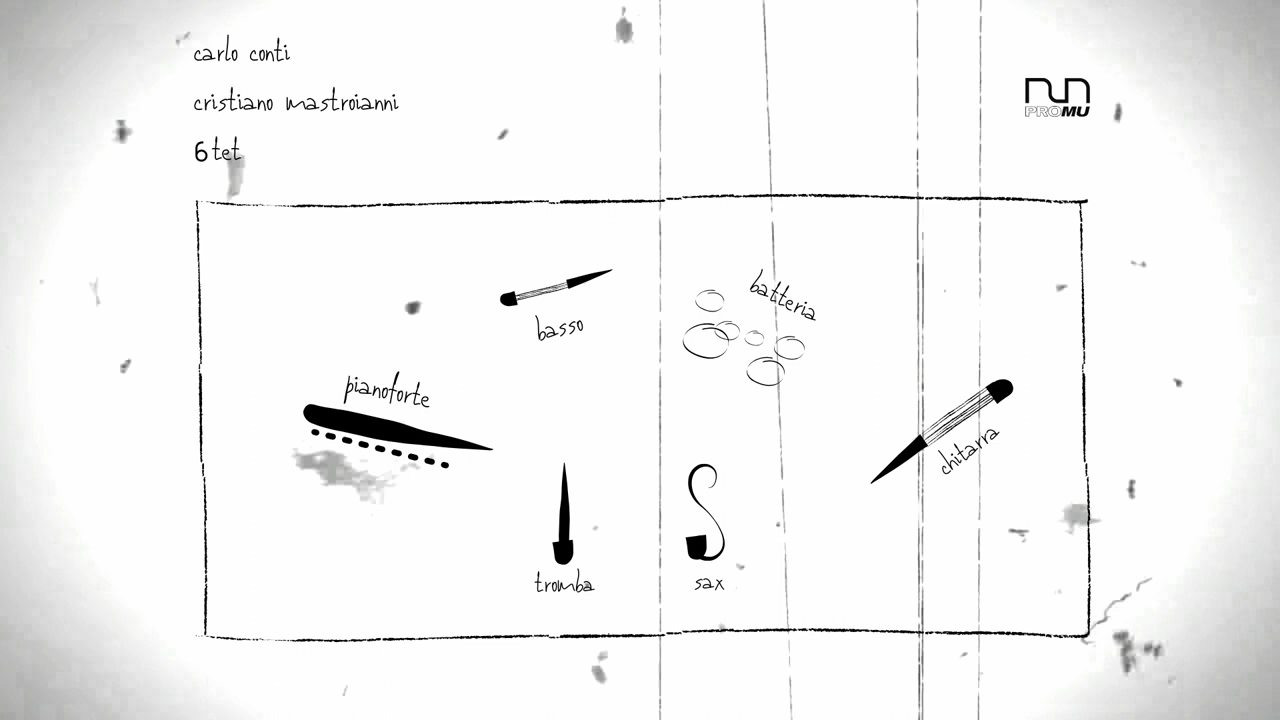 carlo conti
cristiano mastroianni
6tet
PROMU
batteria
basso
pianoforte
chitarra
tromba
sax